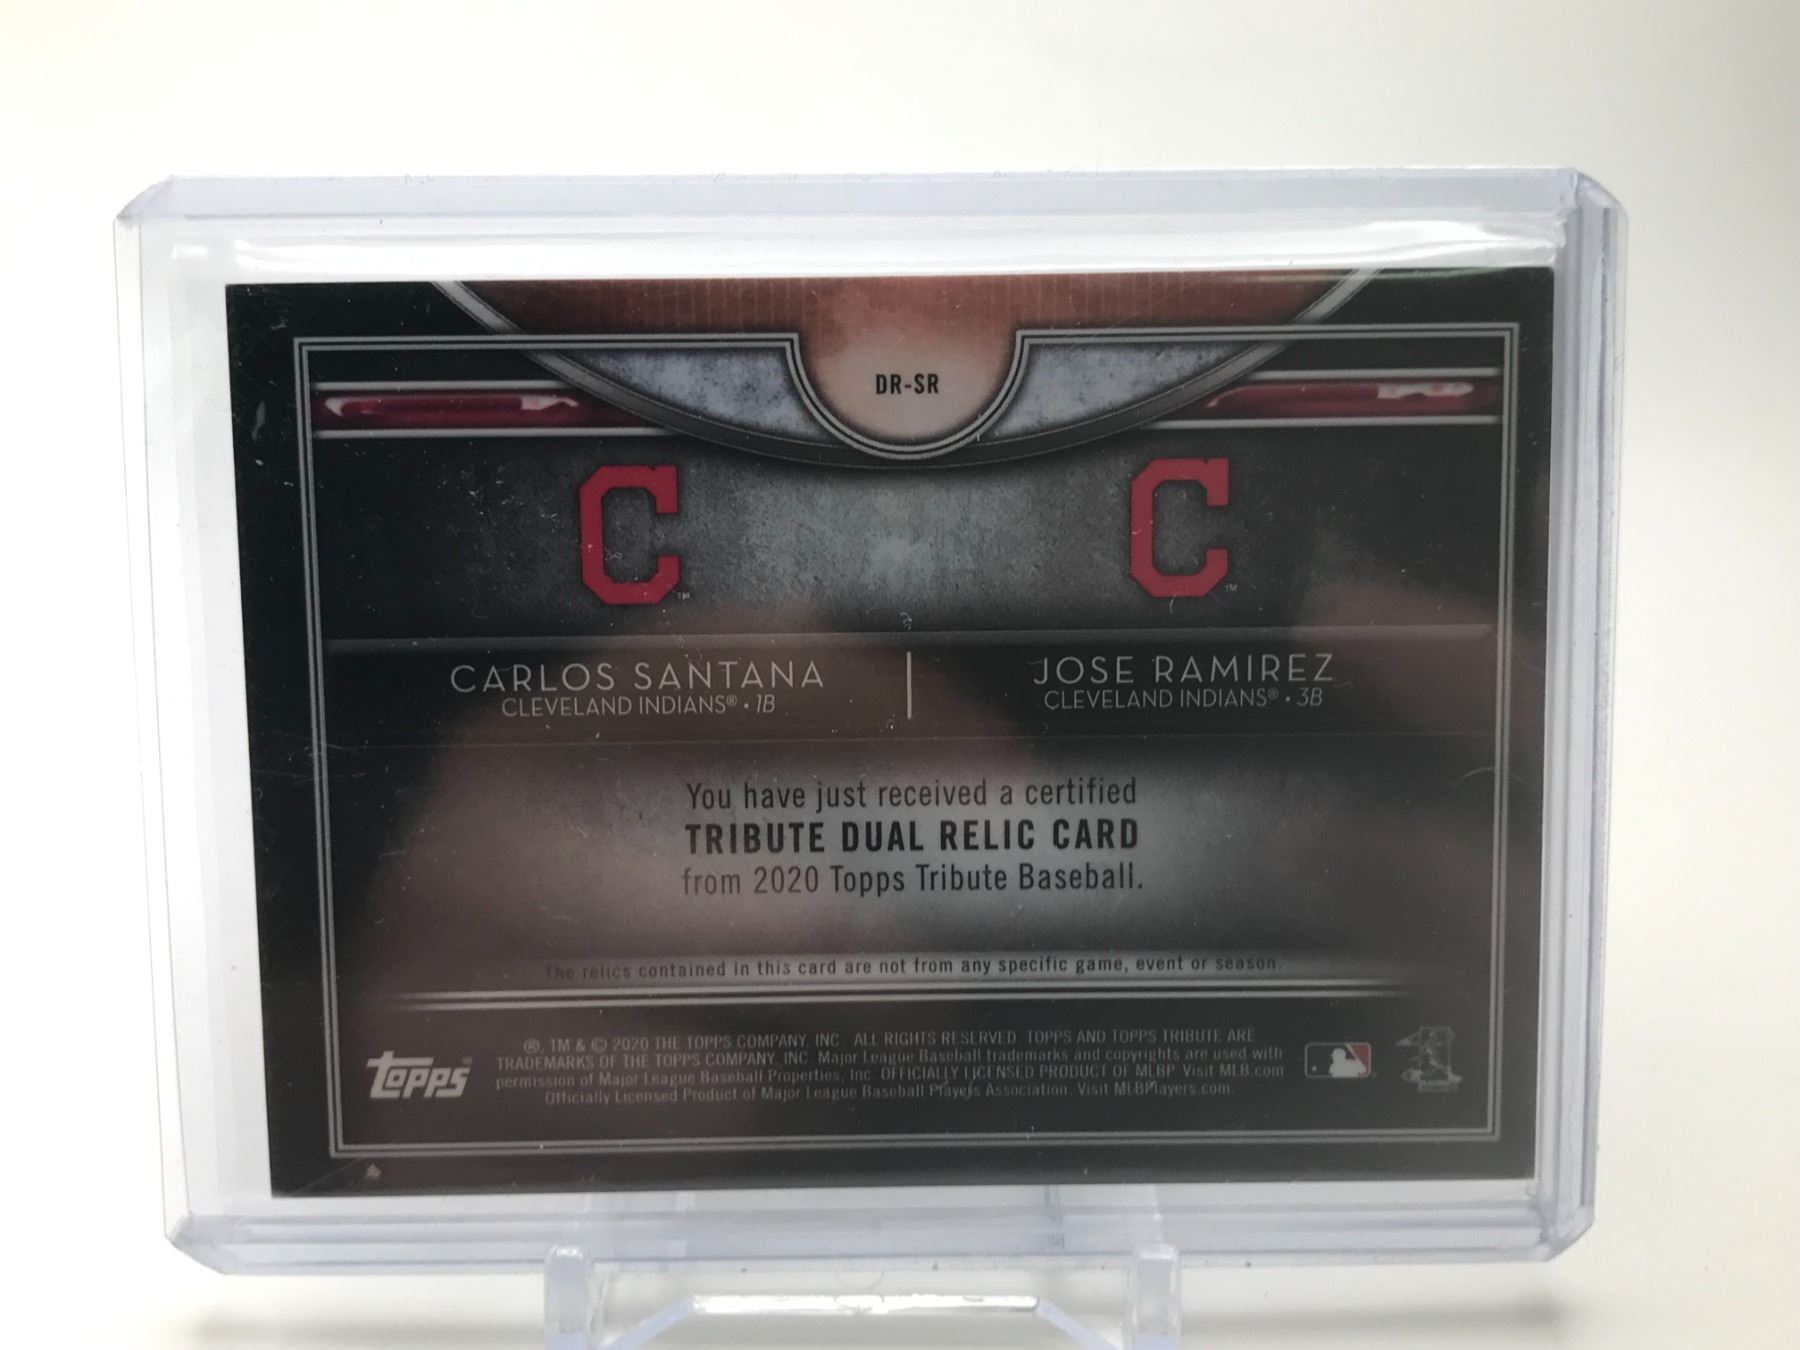 DR-SR
C ™
C ™
CARLOS SANTANA
CLEVELAND INDIANS® • 1B
JOSE RAMIREZ
CLEVELAND INDIANS® • 3B
You have just received a certified
TRIBUTE DUAL RELIC CARD
from 2020 Topps Tribute Baseball.
The relics contained in this card are not from any specific game, event or season.
topps®
®, TM & © 2020 THE TOPPS COMPANY, INC ALL RIGHTS RESERVED. TOPPS AND TOPPS TRIBUTE ARE
TRADEMARKS OF THE TOPPS COMPANY, INC. Major League Baseball trademarks and copyrights are used with
permission of Major League Baseball Properties, Inc. OFFICIALLY LICENSED PRODUCT OF MLBP Visit MLB.com
Officially Licensed Product of Major League Baseball Players Association. Visit MLBPlayers.com.